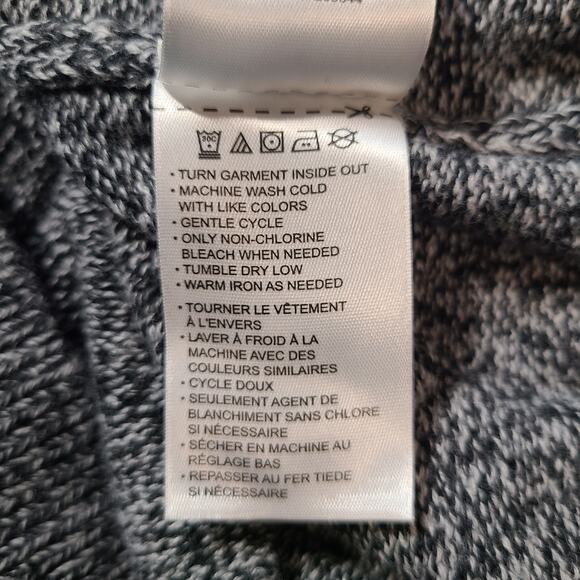 30C
• TURN GARMENT INSIDE OUT
• MACHINE WASH COLD
WITH LIKE COLORS
• GENTLE CYCLE
• ONLY NON-CHLORINE
BLEACH WHEN NEEDED
• TUMBLE DRY LOW
• WARM IRON AS NEEDED
• TOURNER LE VÊTEMENT
À L'ENVERS
• LAVER À FROID À LA
MACHINE AVEC DES
COULEURS SIMILAIRES
• CYCLE DOUX
• SEULEMENT AGENT DE
BLANCHIMENT SANS CHLORE
SI NÉCESSAIRE
• SÉCHER EN MACHINE AU
RÉGLAGE BAS
• REPASSER AU FER TIEDE
SI NÉCESSAIRE